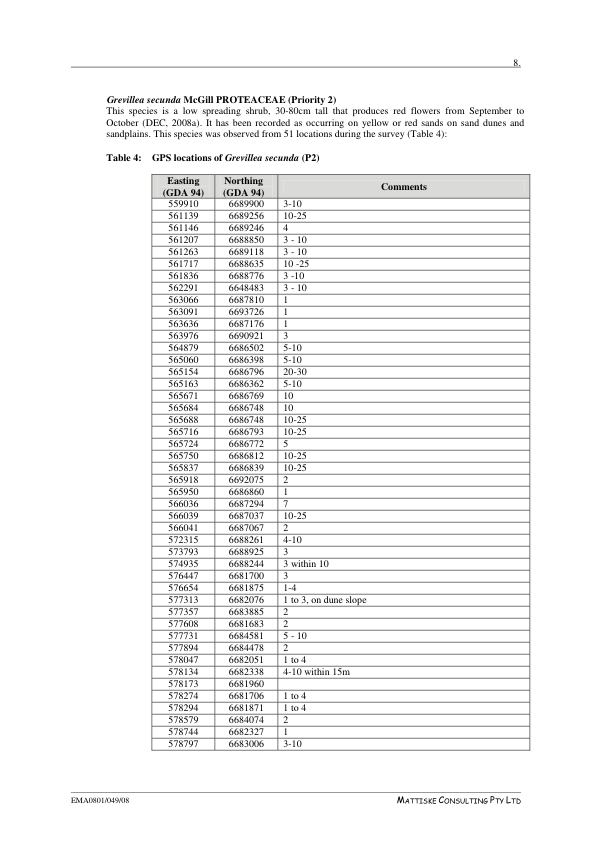 8.
Grevillea secunda McGill PROTEACEAE (Priority 2)
This species is a low spreading shrub, 30-80cm tall that produces red flowers from September to
October (DEC, 2008a). It has been recorded as occurring on yellow or red sands on sand dunes and
sandplains. This species was observed from 51 locations during the survey (Table 4):
Table 4: GPS locations of Grevillea secunda (P2)
Easting (GDA 94) Northing (GDA 94) Comments
559910 6689900 3-10
561139 6689256 10-25
561146 6689246 4
561207 6688850 3 - 10
561263 6689118 3 - 10
561717 6688635 10 -25
561836 6688776 3 -10
562291 6648483 3 - 10
563066 6687810 1
563091 6693726 1
563636 6687176 1
563976 6690921 3
564879 6686502 5-10
565060 6686398 5-10
565154 6686796 20-30
565163 6686362 5-10
565671 6686769 10
565684 6686748 10
565688 6686748 10-25
565716 6686793 10-25
565724 6686772 5
565750 6686812 10-25
565837 6686839 10-25
565918 6692075 2
565950 6686860 1
566036 6687294 7
566039 6687037 10-25
566041 6687067 2
572315 6688261 4-10
573793 6688925 3
574935 6688244 3 within 10
576447 6681700 3
576654 6681875 1-4
577313 6682076 1 to 3, on dune slope
577357 6683885 2
577608 6681683 2
577731 6684581 5 - 10
577894 6684478 2
578047 6682051 1 to 4
578134 6682338 4-10 within 15m
578173 6681960
578274 6681706 1 to 4
578294 6681871 1 to 4
578579 6684074 2
578744 6682327 1
578797 6683006 3-10
EMA0801/049/08 MATTISKE CONSULTING PTY LTD